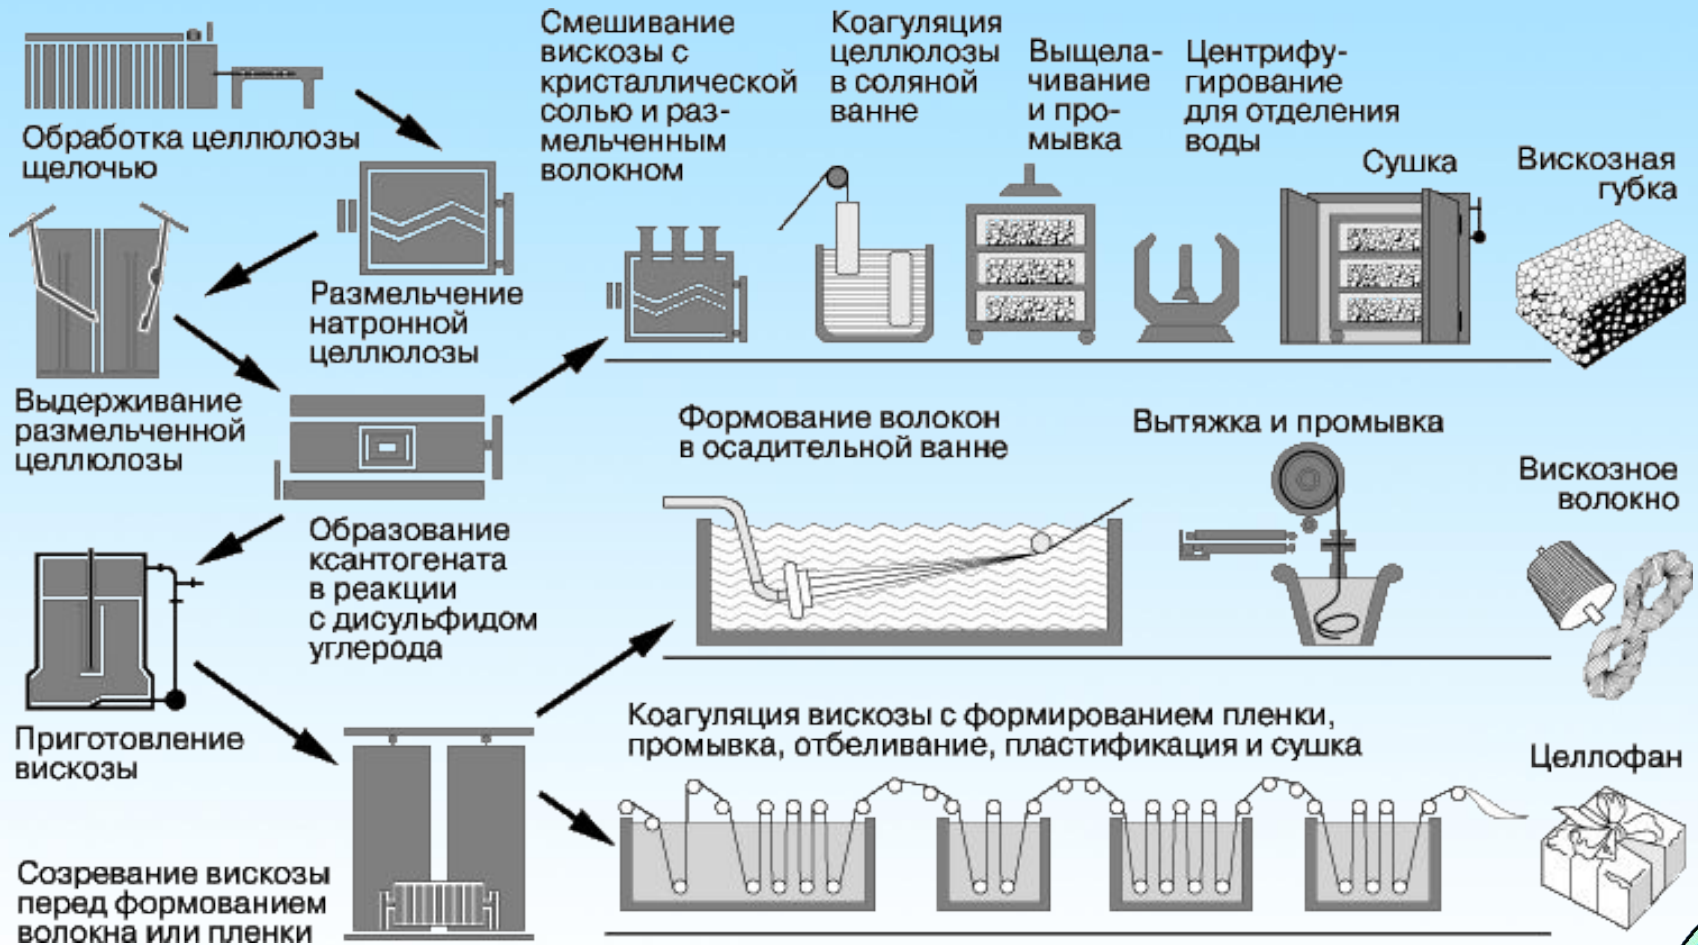 Обработка целлюлозы
щелочью
Размельчение
натронной
целлюлозы
Выдерживание
размельченной
целлюлозы
Образование
ксантогената
в реакции
с дисульфидом
углерода
Приготовление
вискозы
Созревание вискозы
перед формованием
волокна или пленки
Смешивание
вискозы с
кристаллической
солью и раз-
мельченным
волокном
Коагуляция
целлюлозы
в соляной
ванне
Выщела-
чивание
и про-
мывка
Центрифу-
гирование
для отделения
воды
Сушка
Вискозная
губка
Формование волокон
в осадительной ванне
Вытяжка и промывка
Вискозное
волокно
Коагуляция вискозы с формированием пленки,
промывка, отбеливание, пластификация и сушка
Целлофан